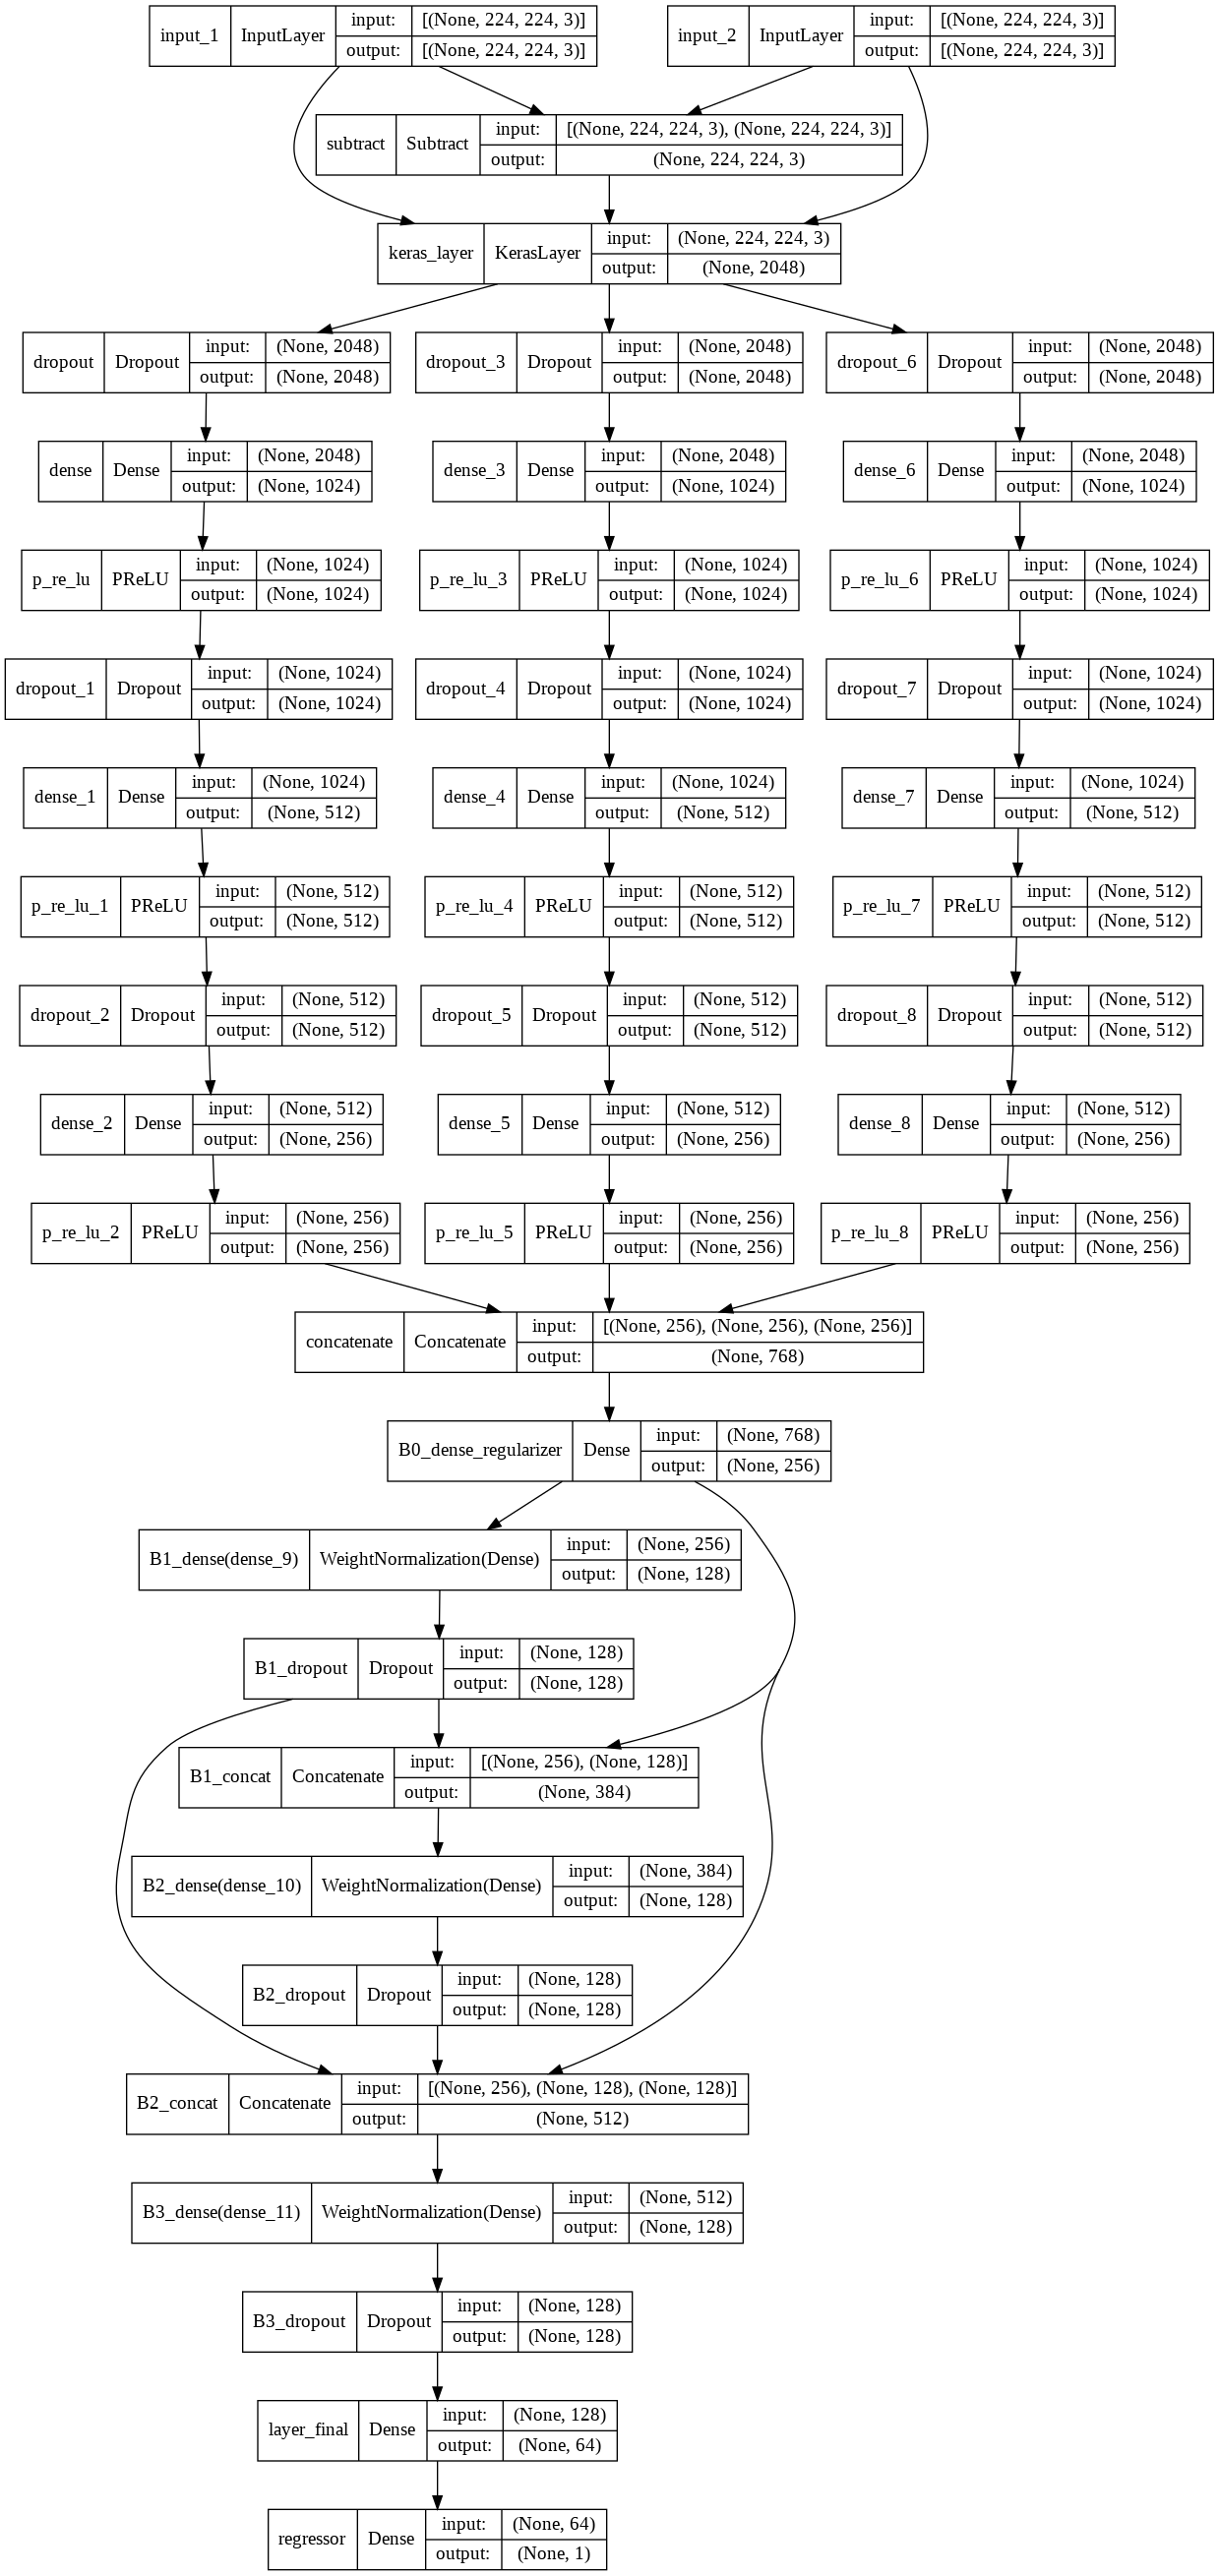 input_1 InputLayer input: [(None, 224, 224, 3)]
output: [(None, 224, 224, 3)]
input_2 InputLayer input: [(None, 224, 224, 3)]
output: [(None, 224, 224, 3)]
subtract Subtract input: [(None, 224, 224, 3), (None, 224, 224, 3)]
output: (None, 224, 224, 3)
keras_layer KerasLayer input: (None, 224, 224, 3)
output: (None, 2048)
dropout Dropout input: (None, 2048)
output: (None, 2048)
dropout_3 Dropout input: (None, 2048)
output: (None, 2048)
dropout_6 Dropout input: (None, 2048)
output: (None, 2048)
dense Dense input: (None, 2048)
output: (None, 1024)
dense_3 Dense input: (None, 2048)
output: (None, 1024)
dense_6 Dense input: (None, 2048)
output: (None, 1024)
p_re_lu PReLU input: (None, 1024)
output: (None, 1024)
p_re_lu_3 PReLU input: (None, 1024)
output: (None, 1024)
p_re_lu_6 PReLU input: (None, 1024)
output: (None, 1024)
dropout_1 Dropout input: (None, 1024)
output: (None, 1024)
dropout_4 Dropout input: (None, 1024)
output: (None, 1024)
dropout_7 Dropout input: (None, 1024)
output: (None, 1024)
dense_1 Dense input: (None, 1024)
output: (None, 512)
dense_4 Dense input: (None, 1024)
output: (None, 512)
dense_7 Dense input: (None, 1024)
output: (None, 512)
p_re_lu_1 PReLU input: (None, 512)
output: (None, 512)
p_re_lu_4 PReLU input: (None, 512)
output: (None, 512)
p_re_lu_7 PReLU input: (None, 512)
output: (None, 512)
dropout_2 Dropout input: (None, 512)
output: (None, 512)
dropout_5 Dropout input: (None, 512)
output: (None, 512)
dropout_8 Dropout input: (None, 512)
output: (None, 512)
dense_2 Dense input: (None, 512)
output: (None, 256)
dense_5 Dense input: (None, 512)
output: (None, 256)
dense_8 Dense input: (None, 512)
output: (None, 256)
p_re_lu_2 PReLU input: (None, 256)
output: (None, 256)
p_re_lu_5 PReLU input: (None, 256)
output: (None, 256)
p_re_lu_8 PReLU input: (None, 256)
output: (None, 256)
concatenate Concatenate input: [(None, 256), (None, 256), (None, 256)]
output: (None, 768)
B0_dense_regularizer Dense input: (None, 768)
output: (None, 256)
B1_dense(dense_9) WeightNormalization(Dense) input: (None, 256)
output: (None, 128)
B1_dropout Dropout input: (None, 128)
output: (None, 128)
B1_concat Concatenate input: [(None, 256), (None, 128)]
output: (None, 384)
B2_dense(dense_10) WeightNormalization(Dense) input: (None, 384)
output: (None, 128)
B2_dropout Dropout input: (None, 128)
output: (None, 128)
B2_concat Concatenate input: [(None, 256), (None, 128), (None, 128)]
output: (None, 512)
B3_dense(dense_11) WeightNormalization(Dense) input: (None, 512)
output: (None, 128)
B3_dropout Dropout input: (None, 128)
output: (None, 128)
layer_final Dense input: (None, 128)
output: (None, 64)
regressor Dense input: (None, 64)
output: (None, 1)